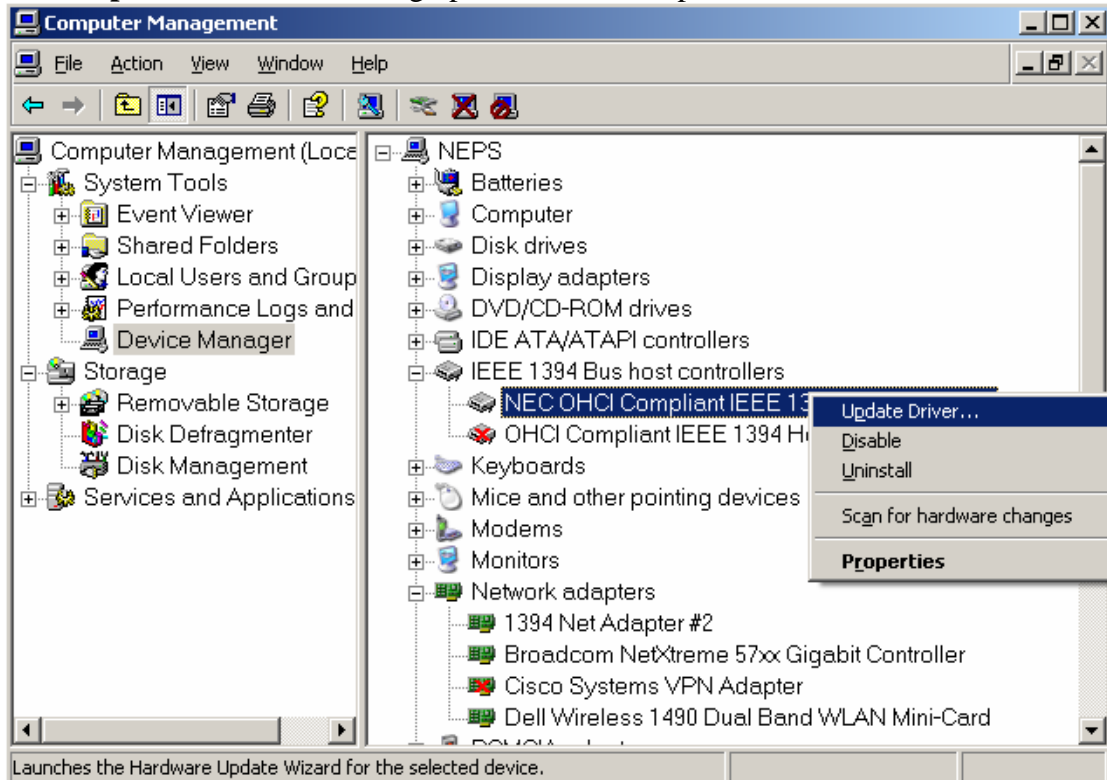 Computer Management
File Action View Window Help
Computer Management (Loca
System Tools
Event Viewer
Shared Folders
Local Users and Group
Performance Logs and
Device Manager
Storage
Removable Storage
Disk Defragmenter
Disk Management
Services and Applications
NEPS
Batteries
Computer
Disk drives
Display adapters
DVD/CD-ROM drives
IDE ATA/ATAPI controllers
IEEE 1394 Bus host controllers
NEC OHCI Compliant IEEE 13
OHCI Compliant IEEE 1394 H
Keyboards
Mice and other pointing devices
Modems
Monitors
Network adapters
1394 Net Adapter #2
Broadcom NetXtreme 57xx Gigabit Controller
Cisco Systems VPN Adapter
Dell Wireless 1490 Dual Band WLAN Mini-Card
Update Driver...
Disable
Uninstall
Scan for hardware changes
Properties
Launches the Hardware Update Wizard for the selected device.